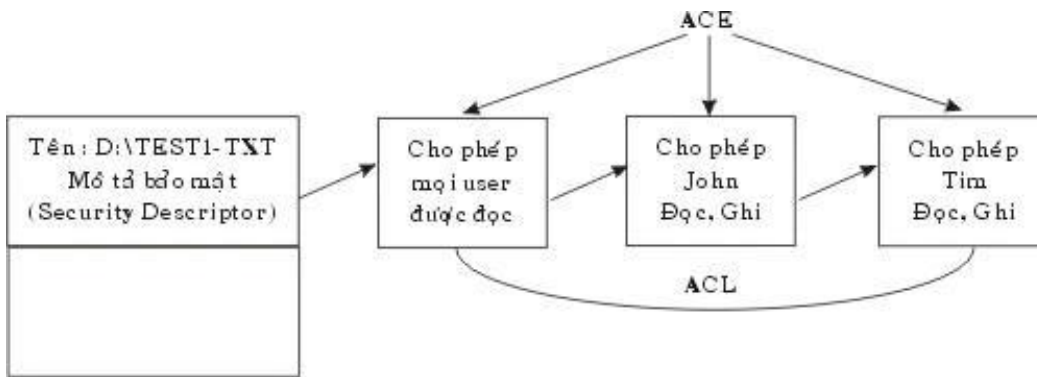 ACE
Tên : D:\TEST1-TXT
Mô tả bảo mật
(Security Descriptor)
Cho phép
mọi user
được đọc
Cho phép
John
Đọc, Ghi
Cho phép
Tim
Đọc, Ghi
ACL